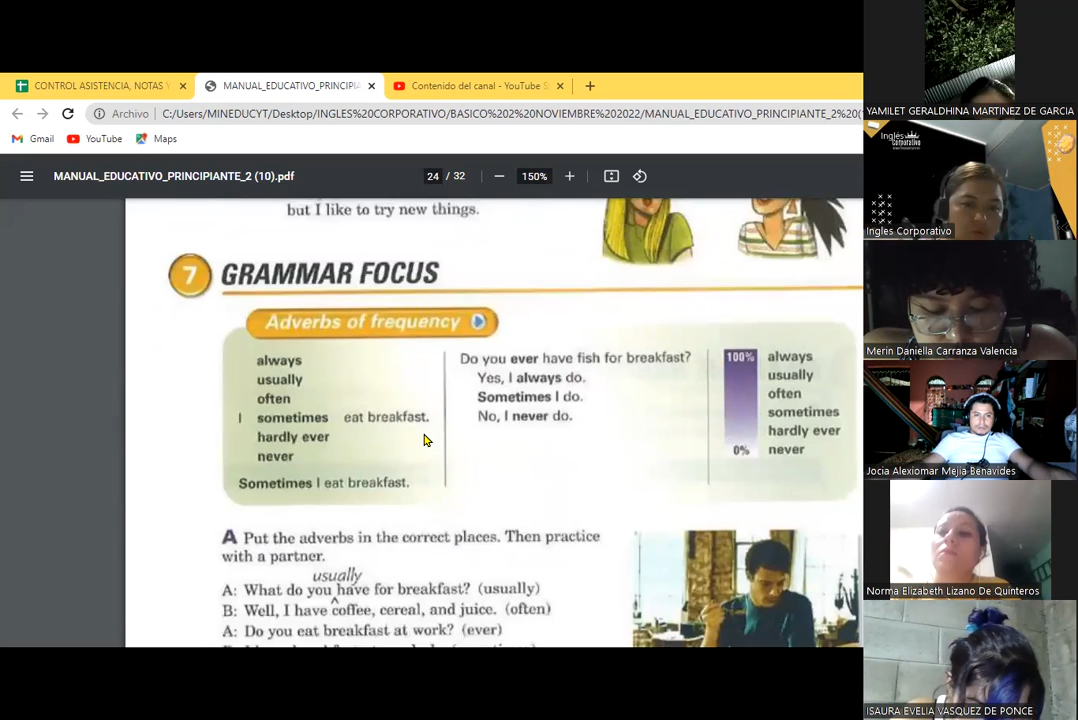 CONTROL ASISTENCIA, NOTAS Y
MANUAL_EDUCATIVO_PRINCIPIA
Contenido del canal - YouTube S
Archivo
C:/Users/MINEDUCYT/Desktop/INGLES%20CORPORATIVO/BASICO%202%20NOVIEMBRE%202022/MANUAL_EDUCATIVO_PRINCIPIANTE_2%20(
Gmail
YouTube
Maps
MANUAL_EDUCATIVO_PRINCIPIANTE_2 (10).pdf
24 / 32
150%
but I like to try new things.
7 GRAMMAR FOCUS
Adverbs of frequency
always
usually
often
I sometimes eat breakfast.
hardly ever
never
Sometimes I eat breakfast.
Do you ever have fish for breakfast?
Yes, I always do.
Sometimes I do.
No, I never do.
100% always
usually
often
sometimes
hardly ever
0% never
A Put the adverbs in the correct places. Then practice
with a partner.
usually
A: What do you have for breakfast? (usually)
B: Well, I have coffee, cereal, and juice. (often)
A: Do you eat breakfast at work? (ever)
YAMILET GERALDHINA MARTINEZ DE GARCIA
Inglés
Corporativo
Ingles Corporativo
Merin Daniella Carranza Valencia
Jocia Alexiomar Mejia Benavides
Norma Elizabeth Lizano De Quinteros
ISAURA EVELIA VASQUEZ DE PONCE